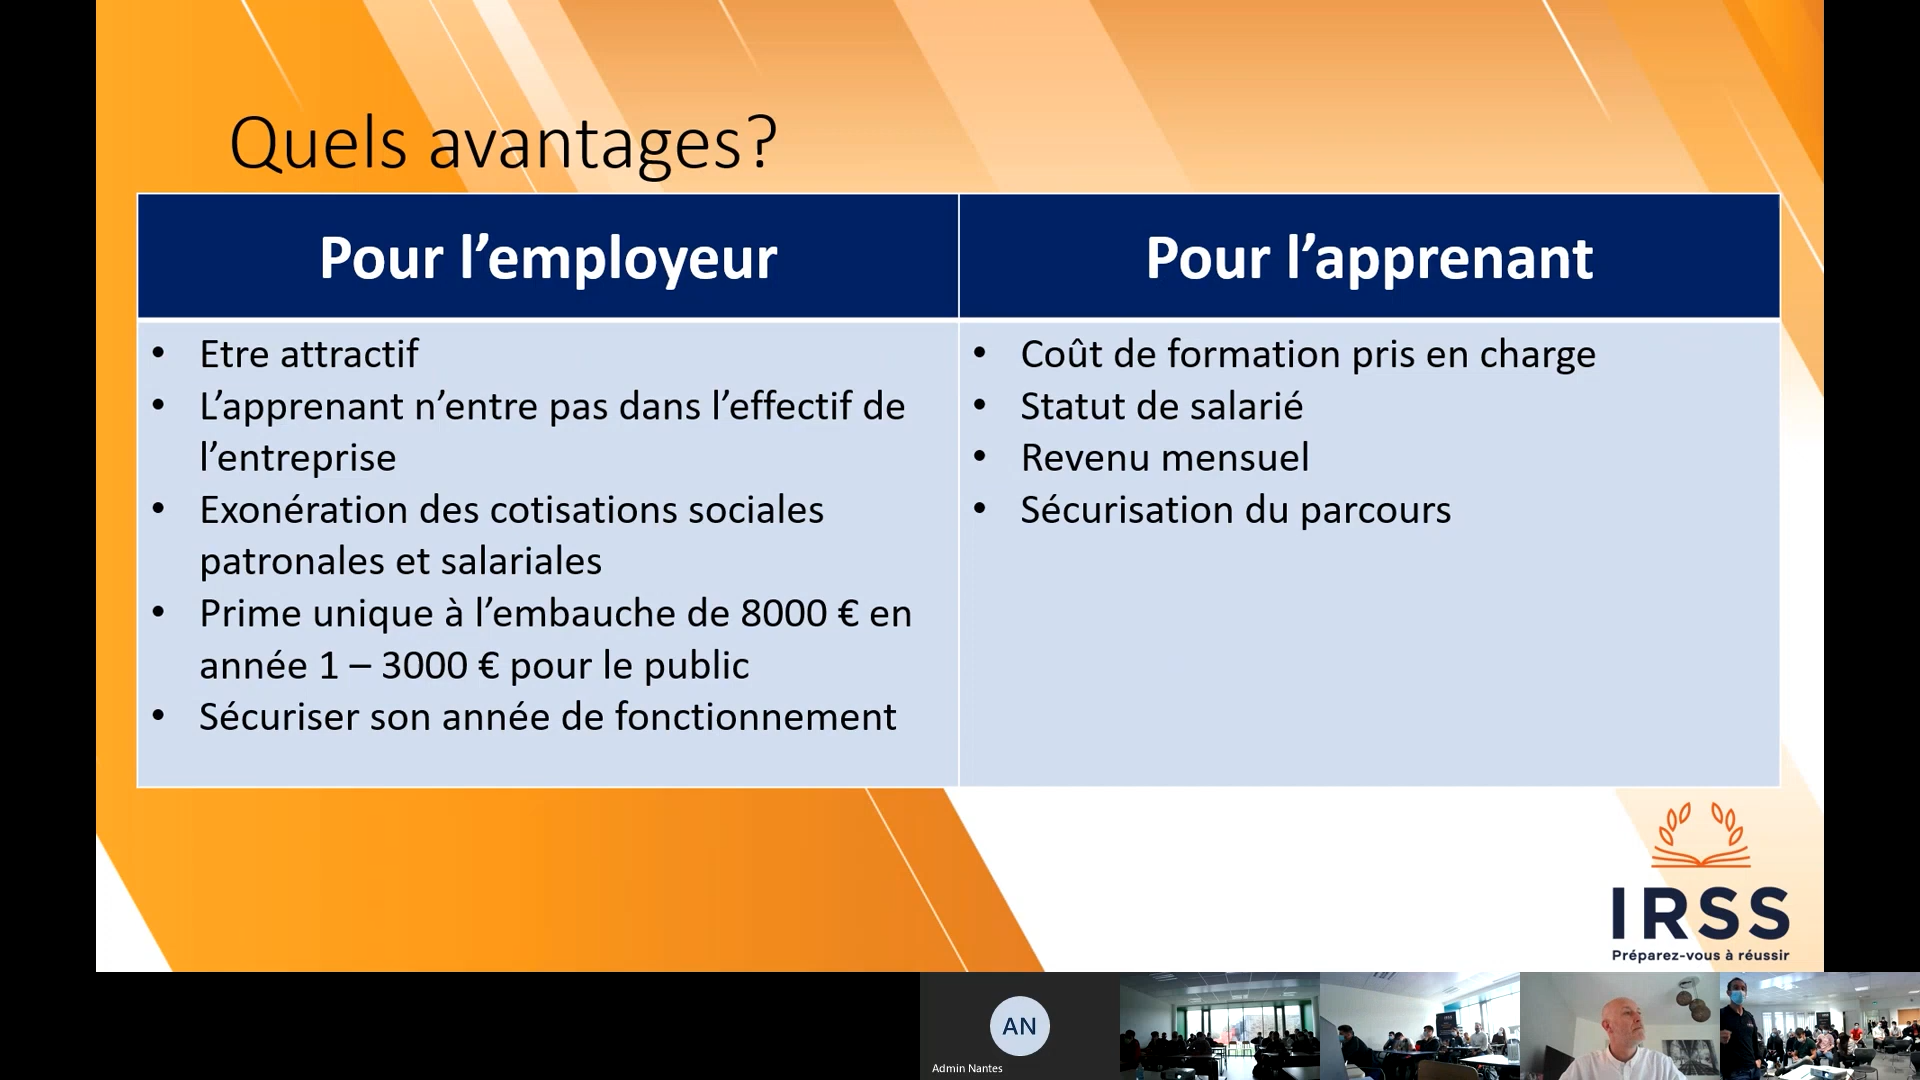 Quels avantages?
Pour l’employeur
Pour l’apprenant
• Etre attractif
• L’apprenant n’entre pas dans l’effectif de
l’entreprise
• Exonération des cotisations sociales
patronales et salariales
• Prime unique à l’embauche de 8000 € en
année 1 – 3000 € pour le public
• Sécuriser son année de fonctionnement
• Coût de formation pris en charge
• Statut de salarié
• Revenu mensuel
• Sécurisation du parcours
IRSS
Préparez-vous à réussir
AN
Admin Nantes